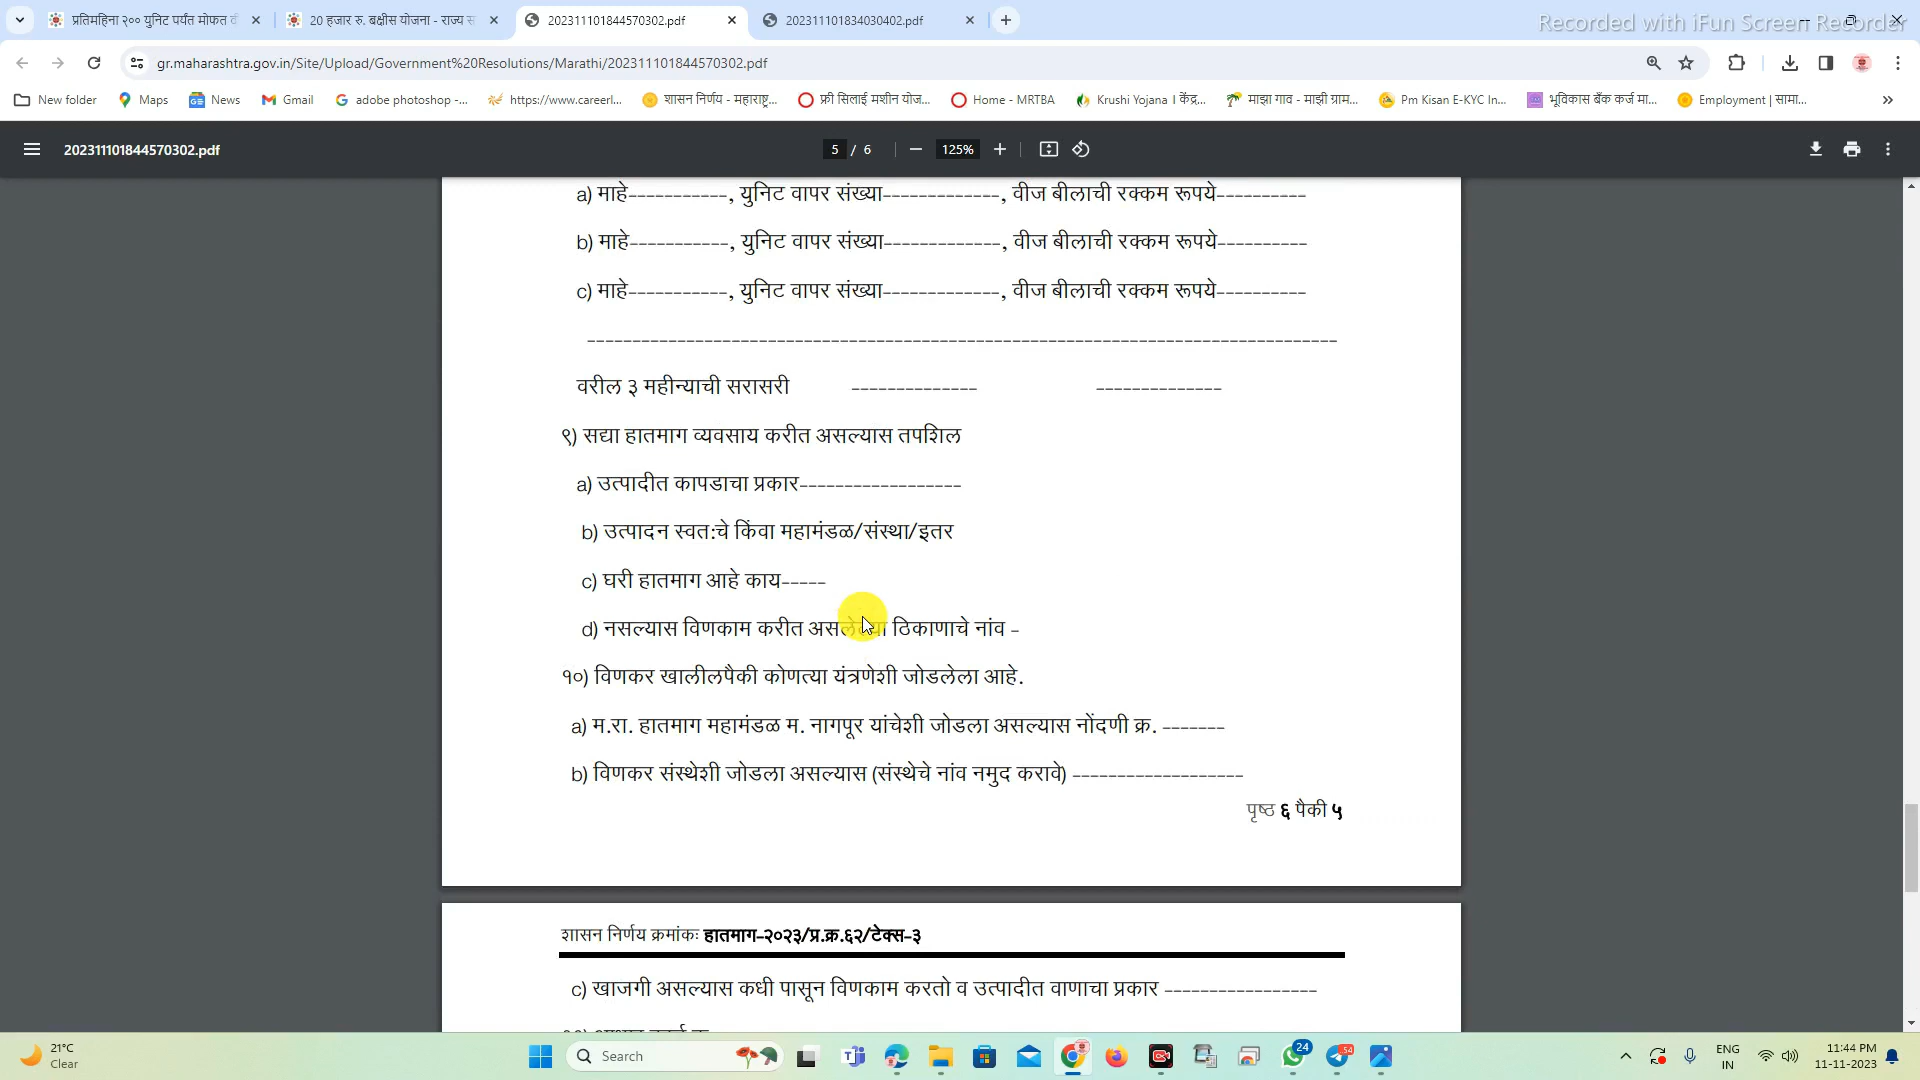 प्रतिमहिना २०० युनिट पर्यंत मोफत
20 हजार रु. बक्षीस योजना - राज्य
202311101844570302.pdf
202311101834030402.pdf
Recorded with iFun Screen Recorder
gr.maharashtra.gov.in/Site/Upload/Government%20Resolutions/Marathi/202311101844570302.pdf
New folder
Maps
News
Gmail
adobe photoshop -...
https://www.careerl...
शासन निर्णय - महाराष्ट्र...
फ्री सिलाई मशीन योज...
Home - MRTBA
Krushi Yojana । केंद्र...
माझा गाव - माझी ग्राम...
Pm Kisan E-KYC In...
भूविकास बँक कर्ज मा...
Employment | सामा...
202311101844570302.pdf
5 / 6
125%
a) माहे-----------, युनिट वापर संख्या-------------, वीज बीलाची रक्कम रूपये----------
b) माहे-----------, युनिट वापर संख्या-------------, वीज बीलाची रक्कम रूपये----------
c) माहे-----------, युनिट वापर संख्या-------------, वीज बीलाची रक्कम रूपये----------
------------------------------------------------------------------------------------
वरील ३ महीन्याची सरासरी -------------- --------------
९) सद्या हातमाग व्यवसाय करीत असल्यास तपशिल
a) उत्पादीत कापडाचा प्रकार------------------
b) उत्पादन स्वत:चे किंवा महामंडळ/संस्था/इतर
c) घरी हातमाग आहे काय-----
d) नसल्यास विणकाम करीत असलेल्या ठिकाणाचे नांव -
१०) विणकर खालीलपैकी कोणत्या यंत्रणेशी जोडलेला आहे.
a) म.रा. हातमाग महामंडळ म. नागपूर यांचेशी जोडला असल्यास नोंदणी क्र. -------
b) विणकर संस्थेशी जोडला असल्यास (संस्थेचे नांव नमुद करावे) -------------------
पृष्ठ ६ पैकी ५
शासन निर्णय क्रमांकः हातमाग-२०२३/प्र.क्र.६२/टेक्स-३
c) खाजगी असल्यास कधी पासून विणकाम करतो व उत्पादीत वाणाचा प्रकार -----------------
21°C
Clear
Search
24
54
ENG
IN
11:44 PM
11-11-2023